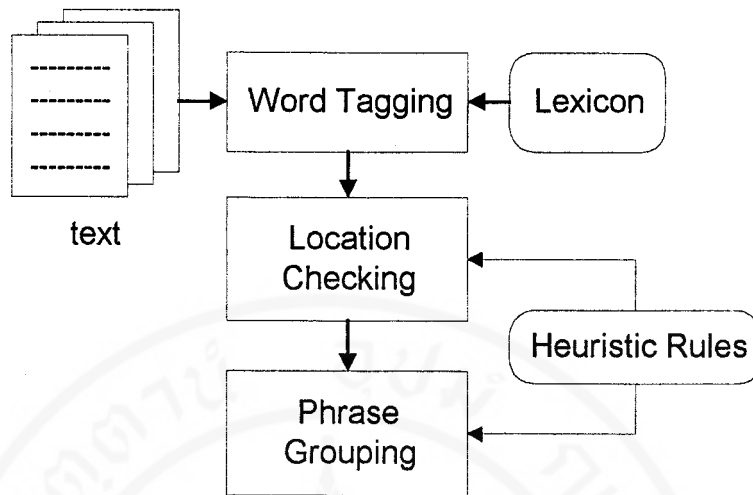 Word Tagging
Lexicon
text
Location
Checking
Heuristic Rules
Phrase
Grouping